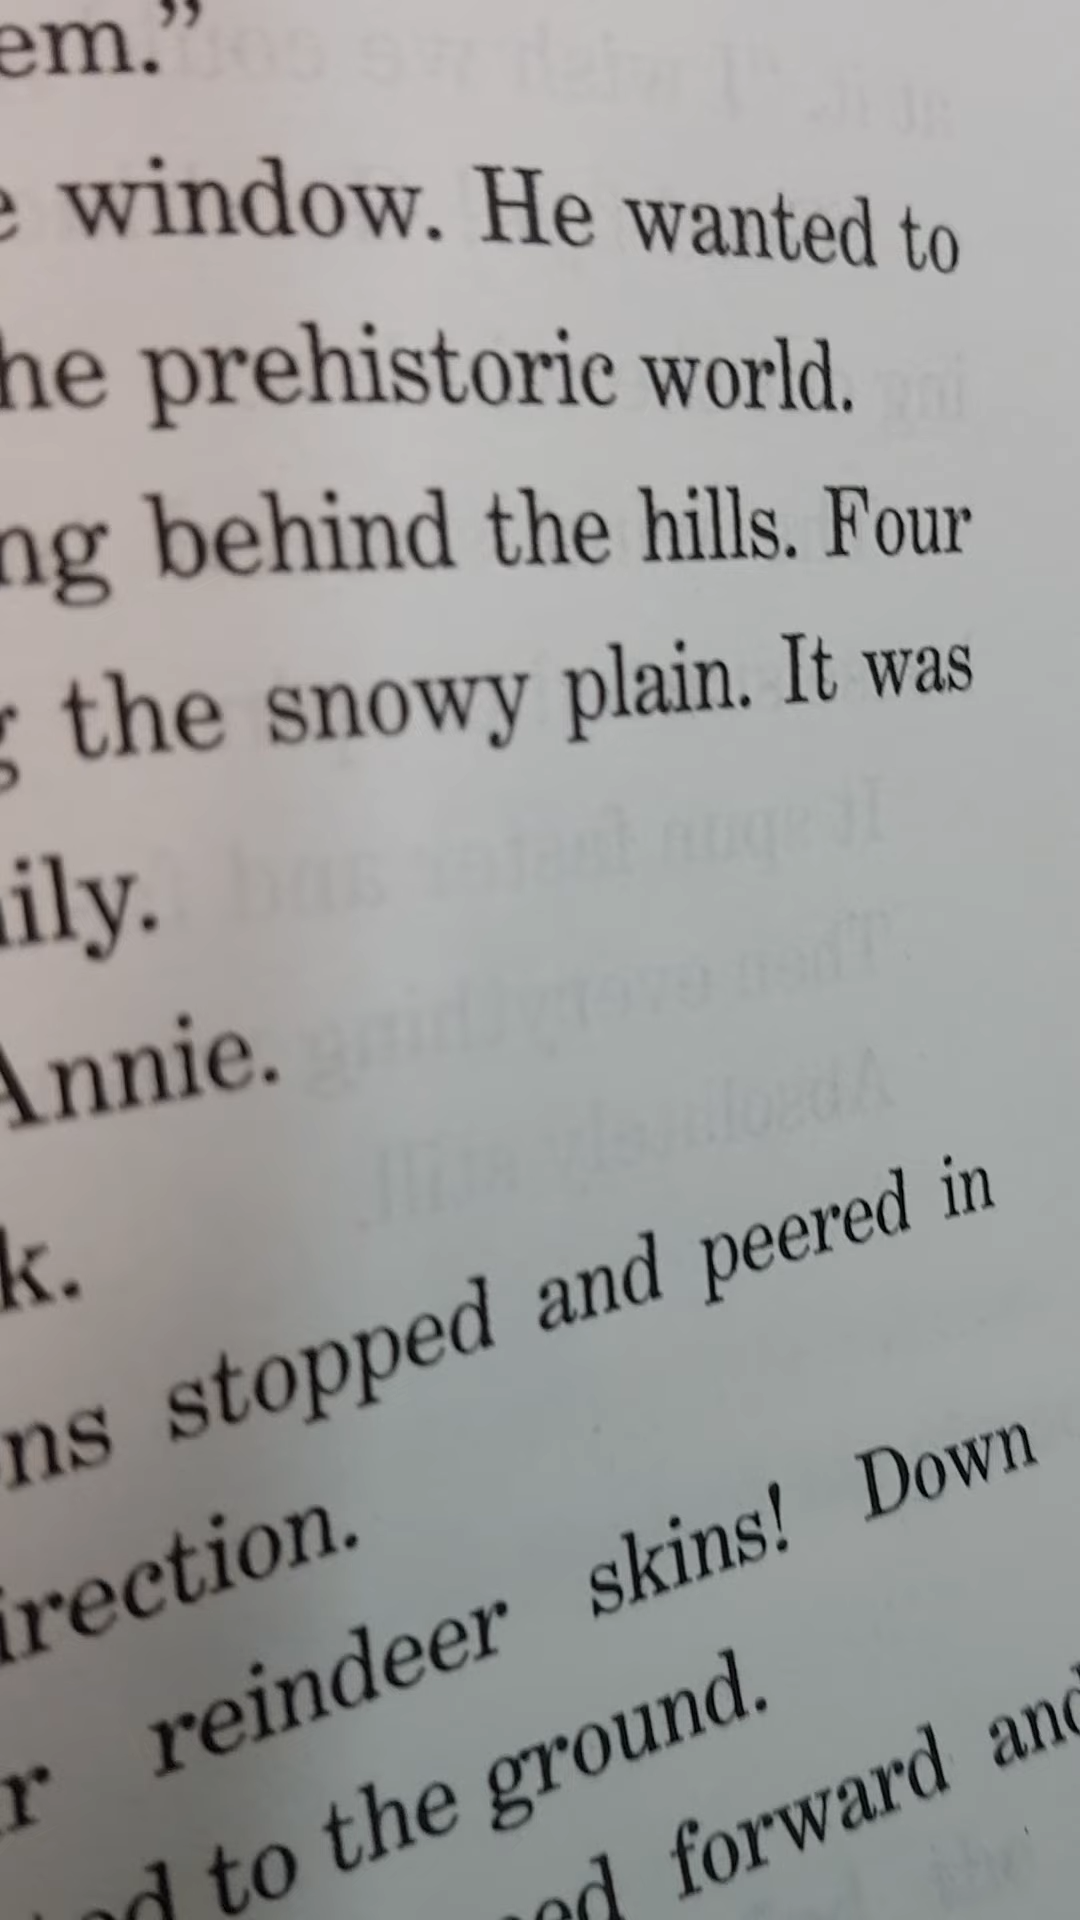 em.”
window. He wanted to
he prehistoric world.
ng behind the hills. Four
the snowy plain. It was
ily.
Annie.
k.
ns stopped and peered in
irection.
r reindeer skins! Down
ed to the ground.
ed forward and